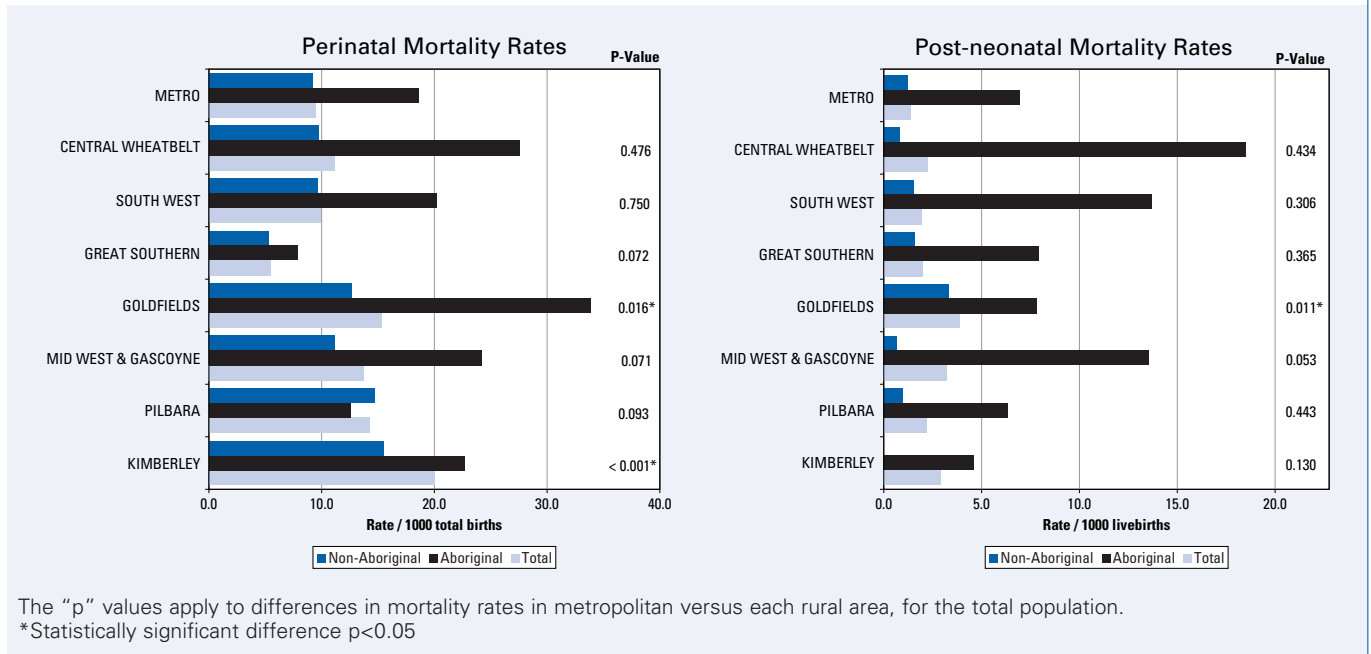 Perinatal Mortality Rates
P-Value
METRO
CENTRAL WHEATBELT 0.476
SOUTH WEST 0.750
GREAT SOUTHERN 0.072
GOLDFIELDS 0.016*
MID WEST & GASCOYNE 0.071
PILBARA 0.093
KIMBERLEY < 0.001*
0.0 10.0 20.0 30.0 40.0
Rate / 1000 total births
Non-Aboriginal Aboriginal Total
Post-neonatal Mortality Rates
P-Value
METRO
CENTRAL WHEATBELT 0.434
SOUTH WEST 0.306
GREAT SOUTHERN 0.365
GOLDFIELDS 0.011*
MID WEST & GASCOYNE 0.053
PILBARA 0.443
KIMBERLEY 0.130
0.0 5.0 10.0 15.0 20.0
Rate / 1000 livebirths
Non-Aboriginal Aboriginal Total
The “p” values apply to differences in mortality rates in metropolitan versus each rural area, for the total population.
*Statistically significant difference p<0.05